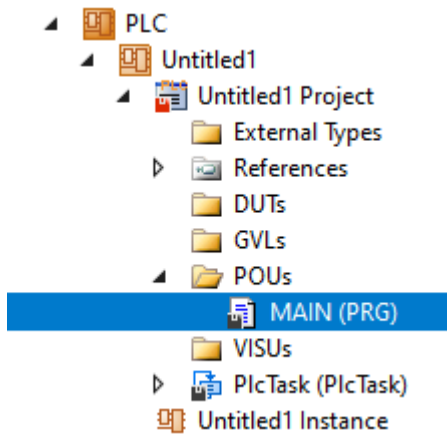 PLC
Untitled1
Untitled1 Project
External Types
References
DUTs
GVLs
POUs
MAIN (PRG)
VISUs
PlcTask (PlcTask)
Untitled1 Instance